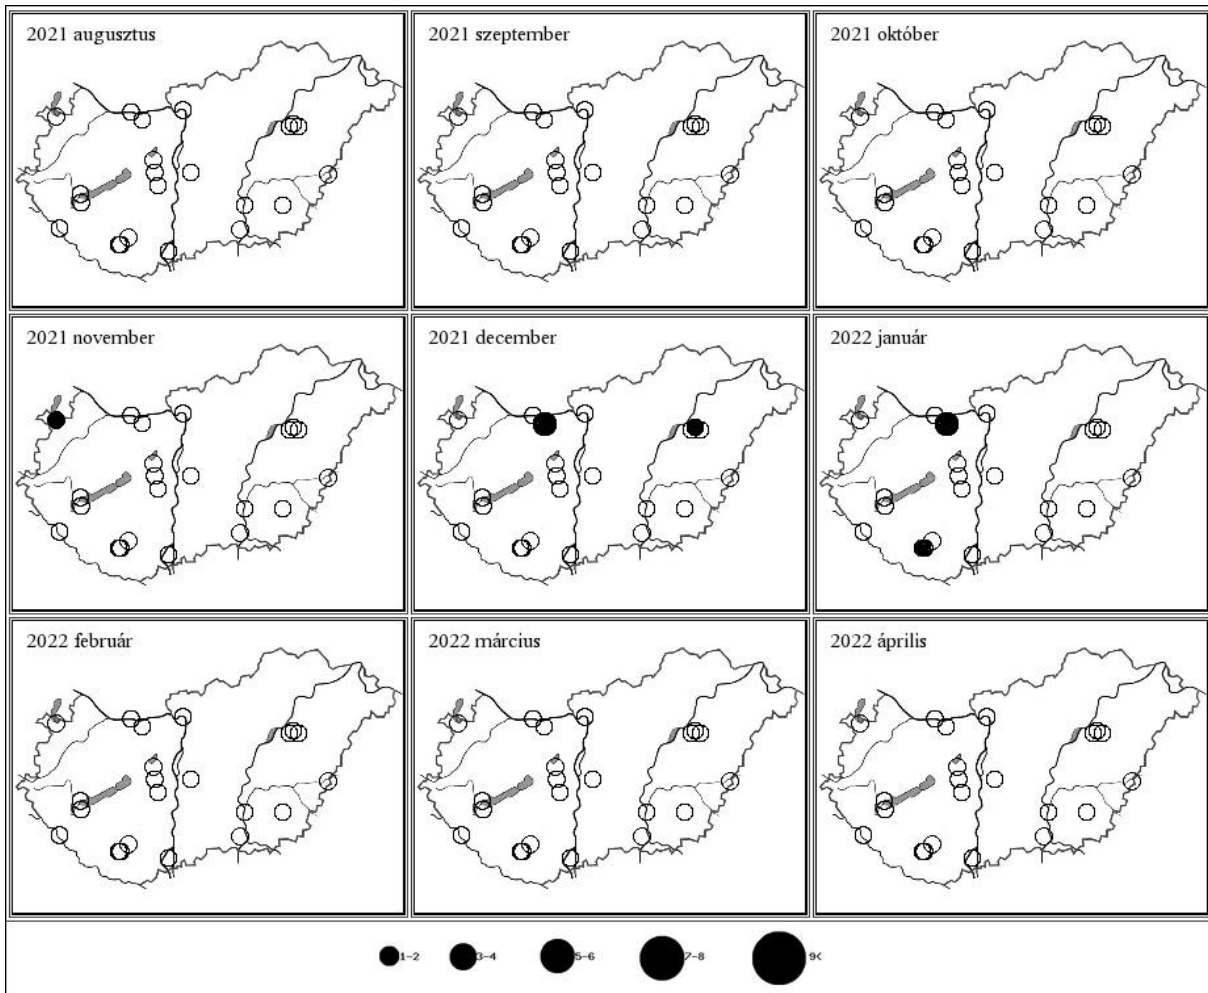 2021 augusztus
2021 szeptember
2021 október
2021 november
2021 december
2022 január
2022 február
2022 március
2022 április
1-2
3-4
5-6
7-8
9<